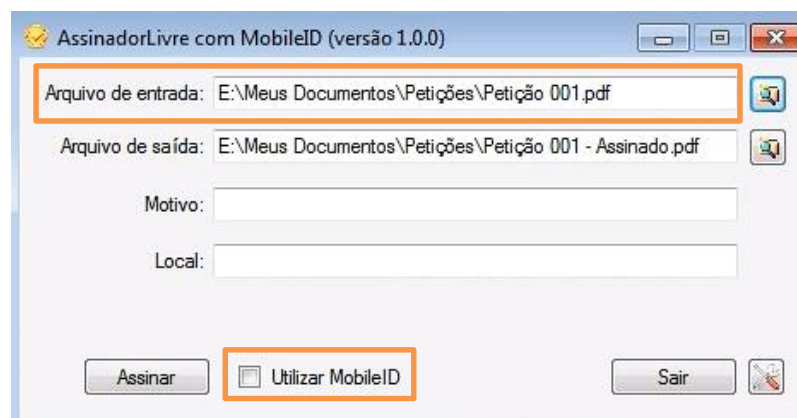 AssinadorLivre com MobileID (versão 1.0.0)
Arquivo de entrada: E:\Meus Documentos\Petições\Petição 001.pdf
Arquivo de saída: E:\Meus Documentos\Petições\Petição 001 - Assinado.pdf
Motivo:
Local:
Assinar Utilizar MobileID Sair